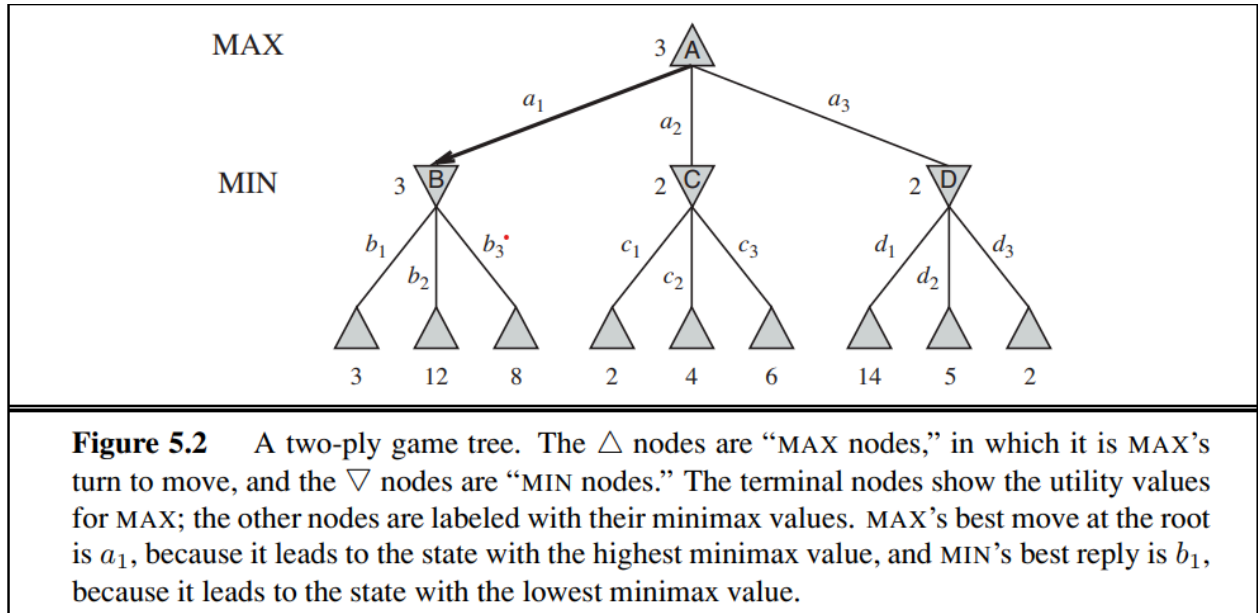 MAX
3 A
a1 a2 a3
MIN
3 B 2 C 2 D
b1 b2 b3 c1 c2 c3 d1 d2 d3
3 12 8 2 4 6 14 5 2
Figure 5.2 A two-ply game tree. The △ nodes are “MAX nodes,” in which it is MAX’s
turn to move, and the ▽ nodes are “MIN nodes.” The terminal nodes show the utility values
for MAX; the other nodes are labeled with their minimax values. MAX’s best move at the root
is a1, because it leads to the state with the highest minimax value, and MIN’s best reply is b1,
because it leads to the state with the lowest minimax value.